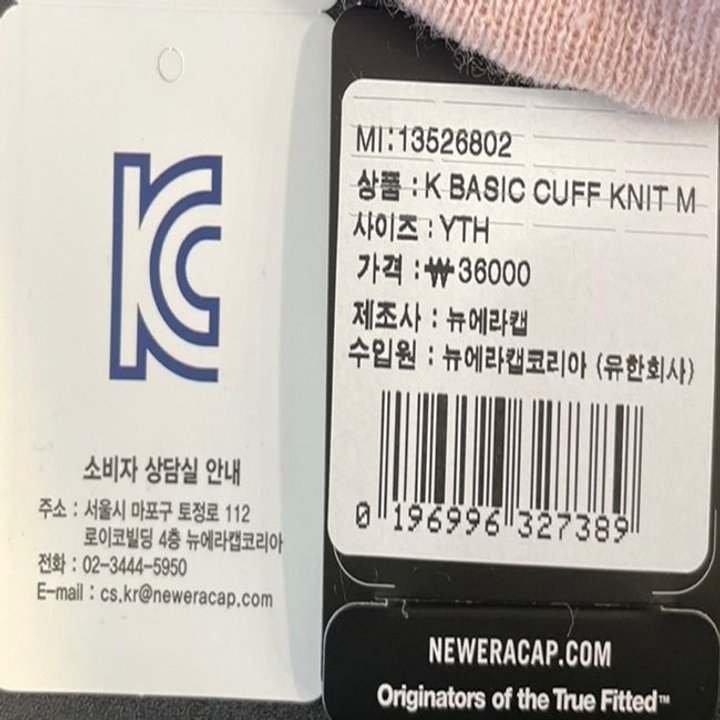 KC
소비자 상담실 안내
주소 : 서울시 마포구 토정로 112
로이코빌딩 4층 뉴에라캡코리아
전화 : 02-3444-5950
E-mail : cs.kr@neweracap.com
MI:13526802
상품 : K BASIC CUFF KNIT M
사이즈 : YTH
가격 : ₩36000
제조사 : 뉴에라캡
수입원 : 뉴에라캡코리아 (유한회사)
0 196996 327389
NEWERACAP.COM
Originators of the True Fitted™